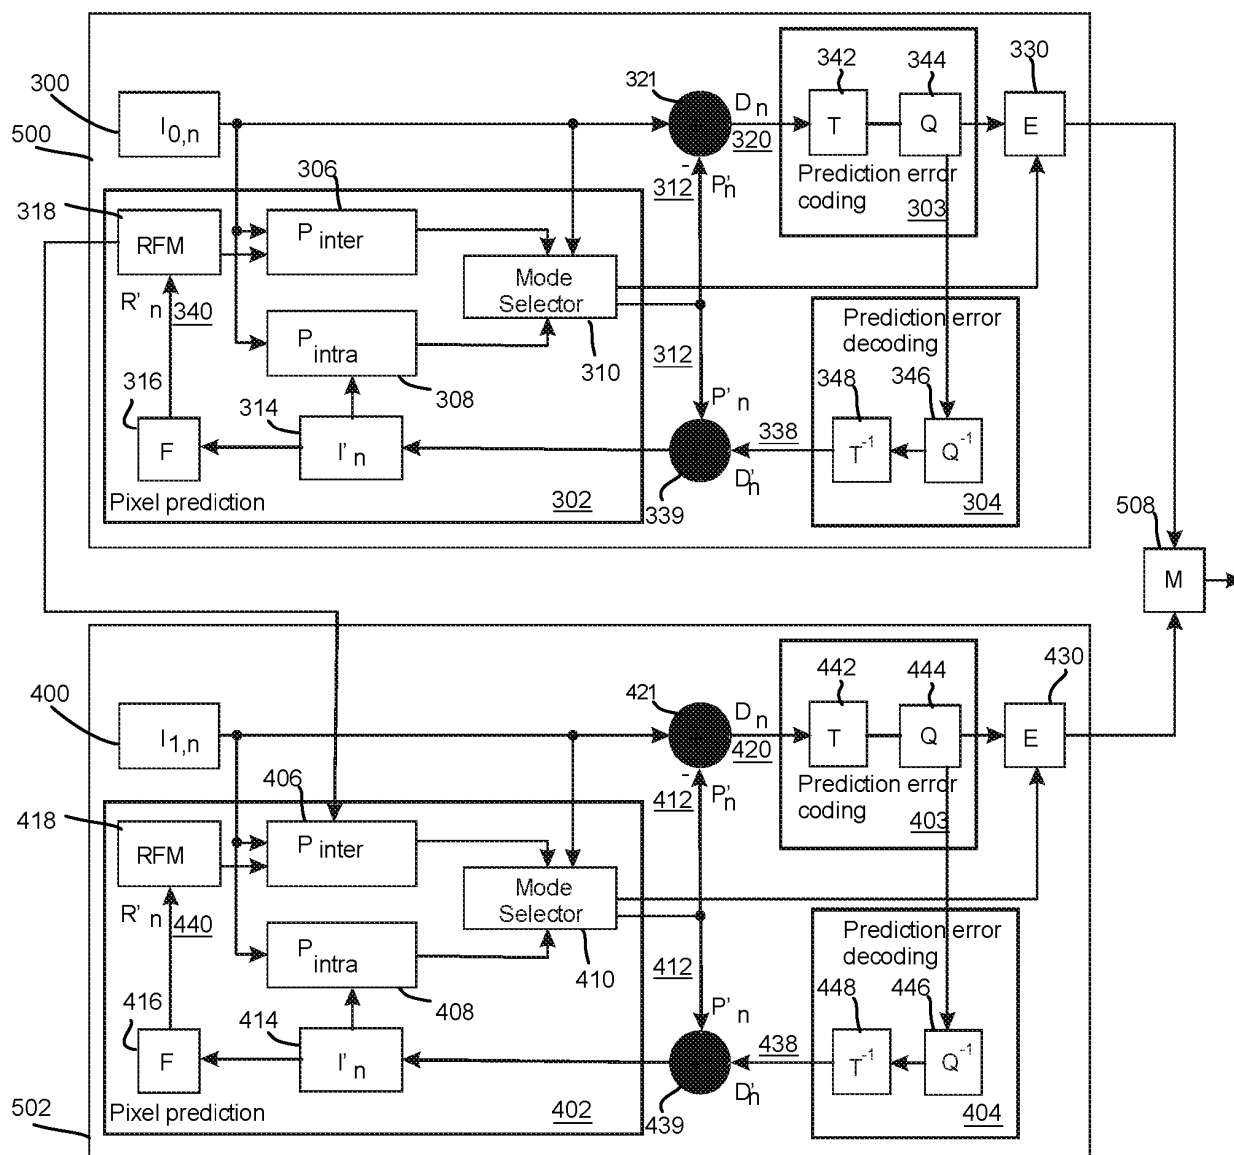 300
I0,n
500
321
Dn
320
342
344
330
T
Q
E
Prediction error
coding
303
306
312
P'n
-
318
RFM
P inter
Mode
Selector
R'n
340
P intra
310
312
Prediction error
decoding
316
314
308
P'n
348
346
F
I'n
338
T-1
Q-1
D'n
Pixel prediction
302
339
304
508
M
400
I1,n
421
Dn
420
442
444
430
T
Q
E
Prediction error
coding
403
406
412
P'n
-
418
RFM
P inter
Mode
Selector
R'n
440
P intra
410
412
Prediction error
decoding
416
414
408
P'n
448
446
F
I'n
438
T-1
Q-1
D'n
Pixel prediction
402
439
404
502